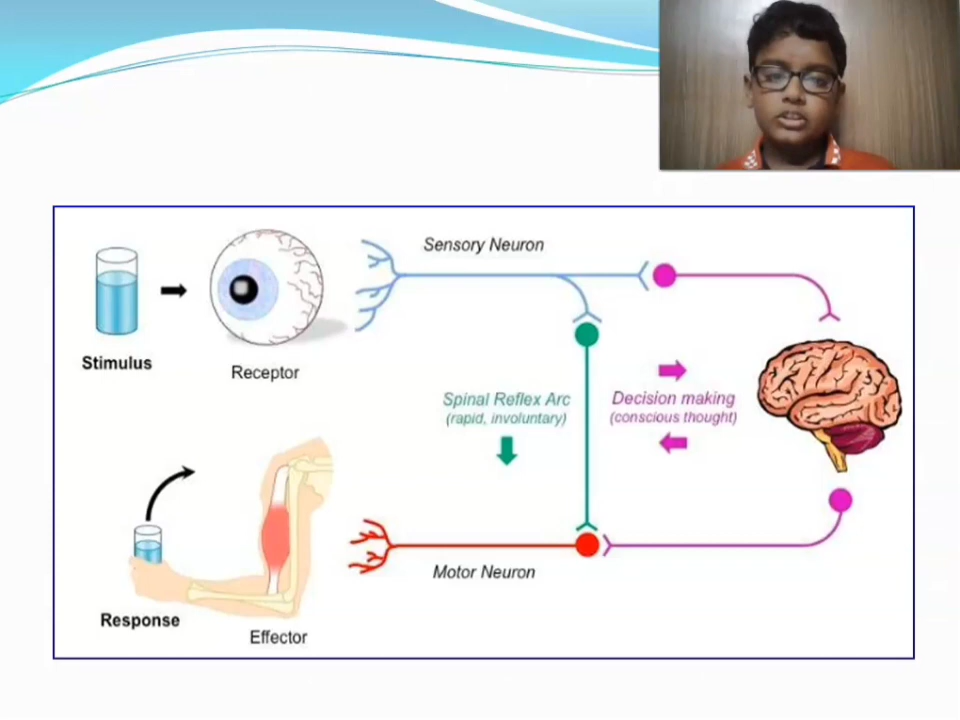 Sensory Neuron
Stimulus
Receptor
Spinal Reflex Arc
(rapid, involuntary)
Decision making
(conscious thought)
Motor Neuron
Response
Effector